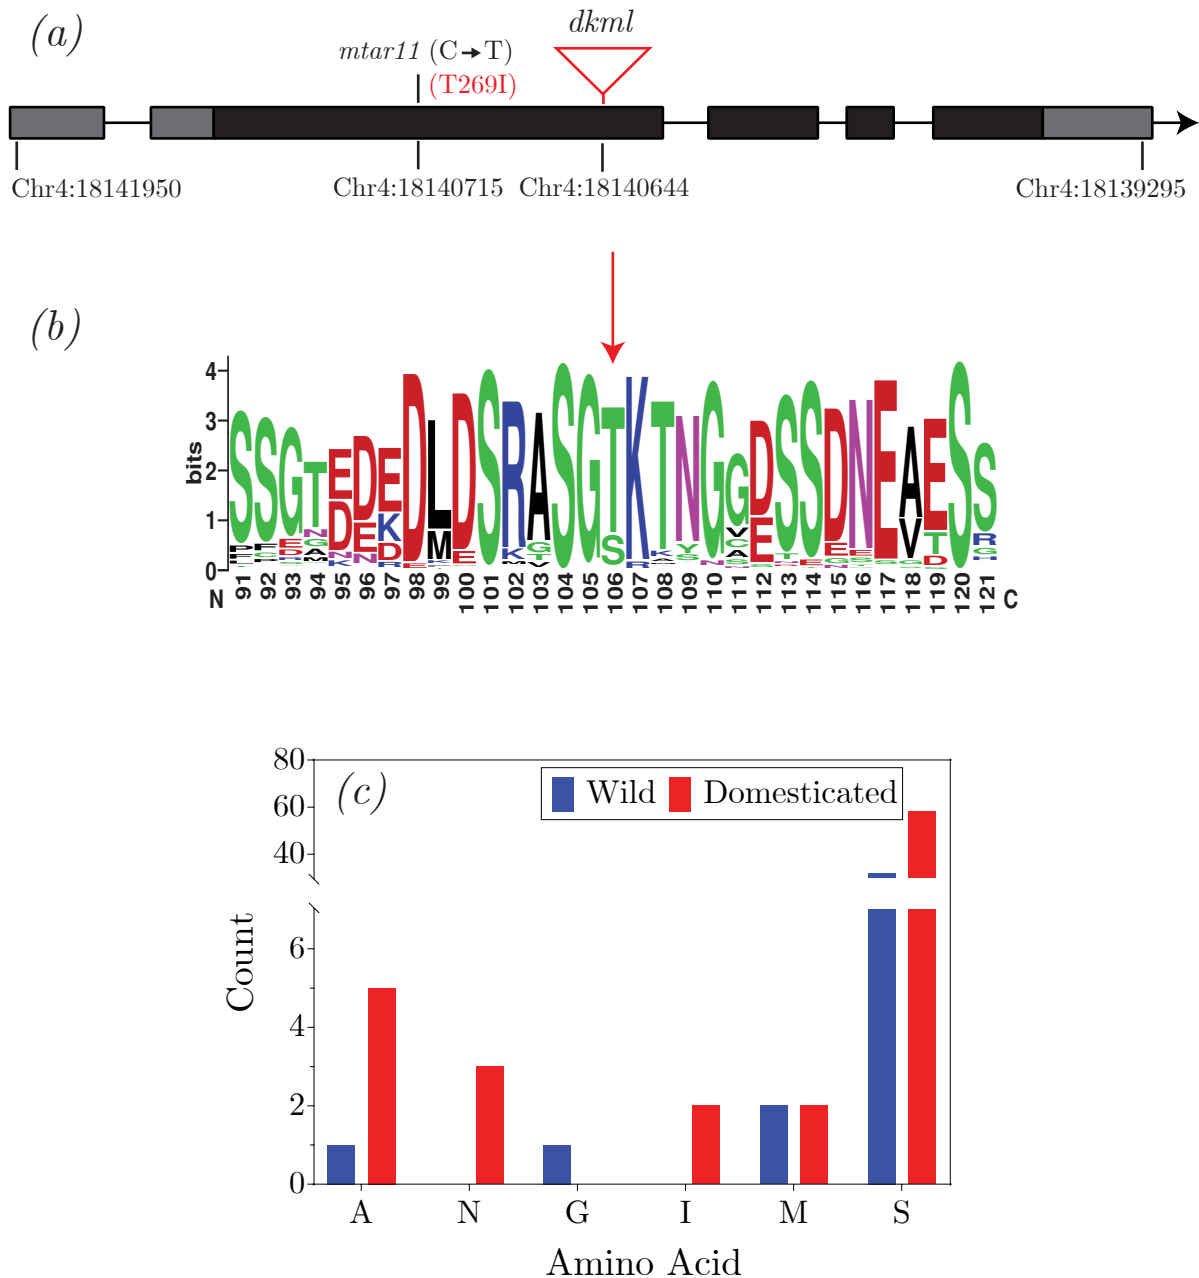 (a)
dkml
mtar11 (C→T)
(T269I)
Chr4:18141950 Chr4:18140715 Chr4:18140644 Chr4:18139295
(b)
bits
4
3
2
1
0
N 91 92 93 94 95 96 97 98 99 100 101 102 103 104 105 106 107 108 109 110 111 112 113 114 115 116 117 118 119 120 121 C
SSGTEDEDLDSRASGTKTNGGDSSDNEAESS
(c)
Wild Domesticated
80
60
40
6
4
2
0
Count
A N G I M S
Amino Acid